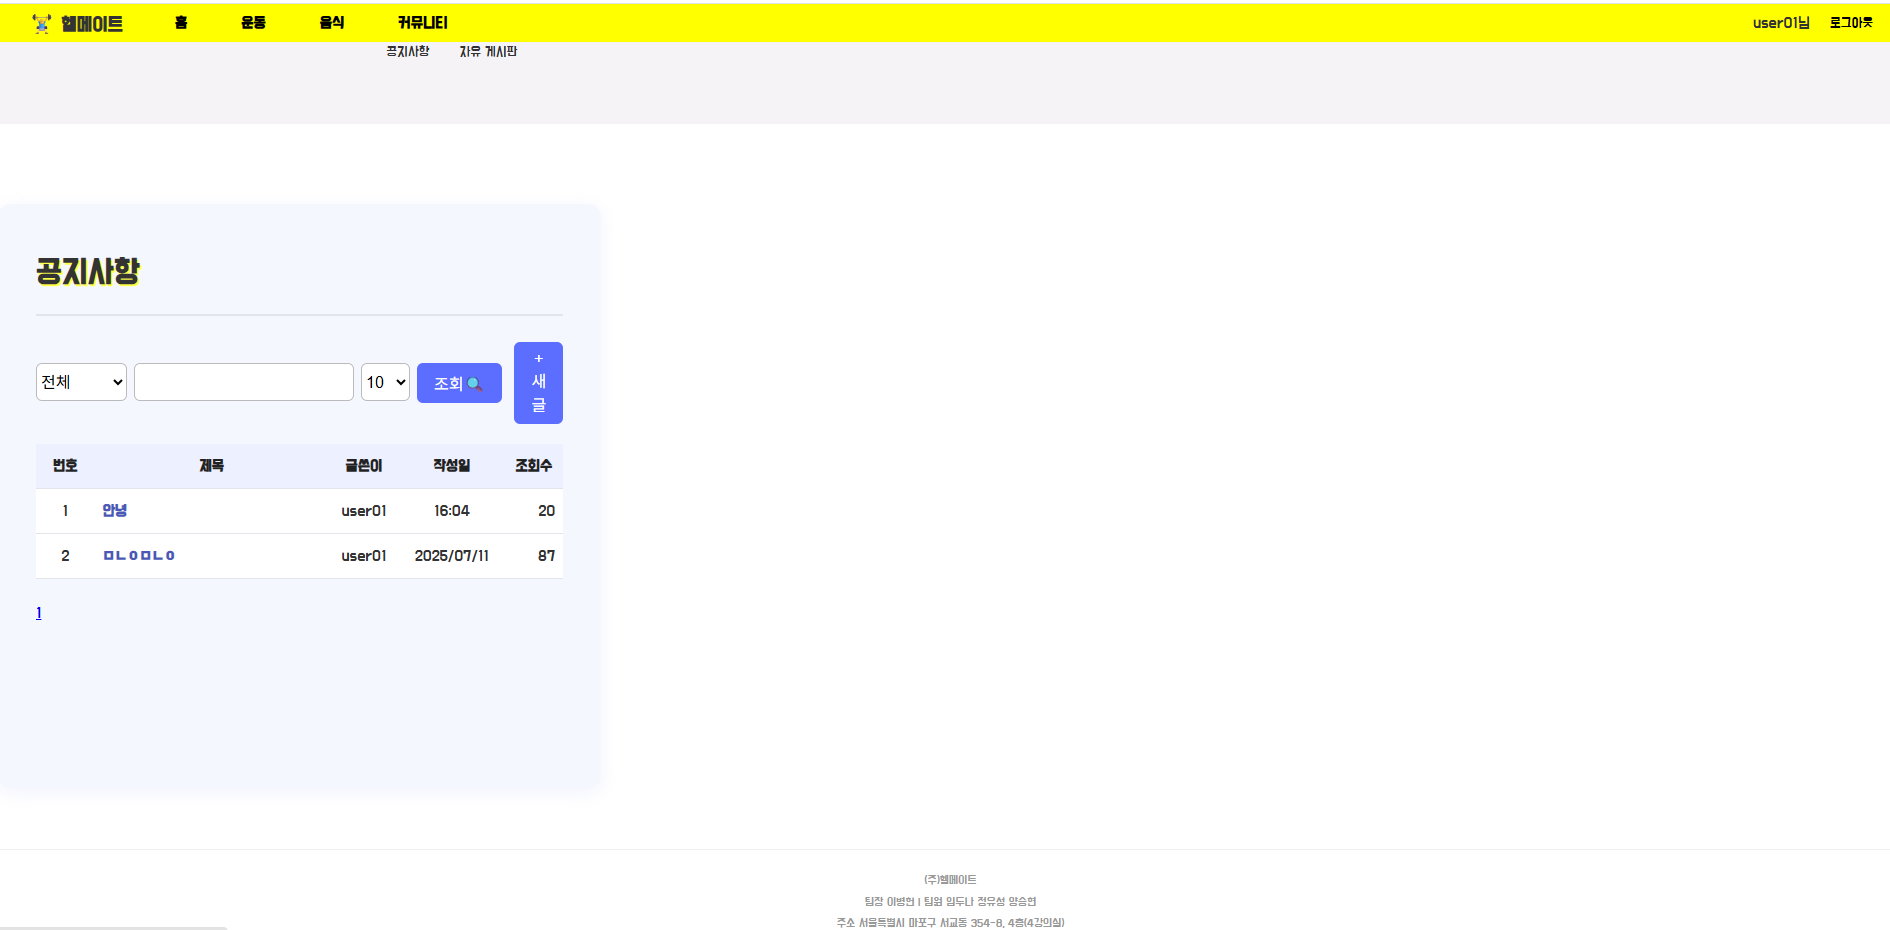 헬메이트 홈 운동 음식 커뮤니티 user01님 로그아웃
공지사항 자유 게시판
공지사항
전체 10 조회 + 새 글
번호 제목 글쓴이 작성일 조회수
1 안녕 user01 16:04 20
2 ㅁㄴㅇㅁㄴㅇ user01 2025/07/11 87
1
(주)헬메이트
팀장 이병헌 | 팀원 임두나 정유성 양승현
주소 서울특별시 마포구 서교동 354-8, 4층(4강의실)